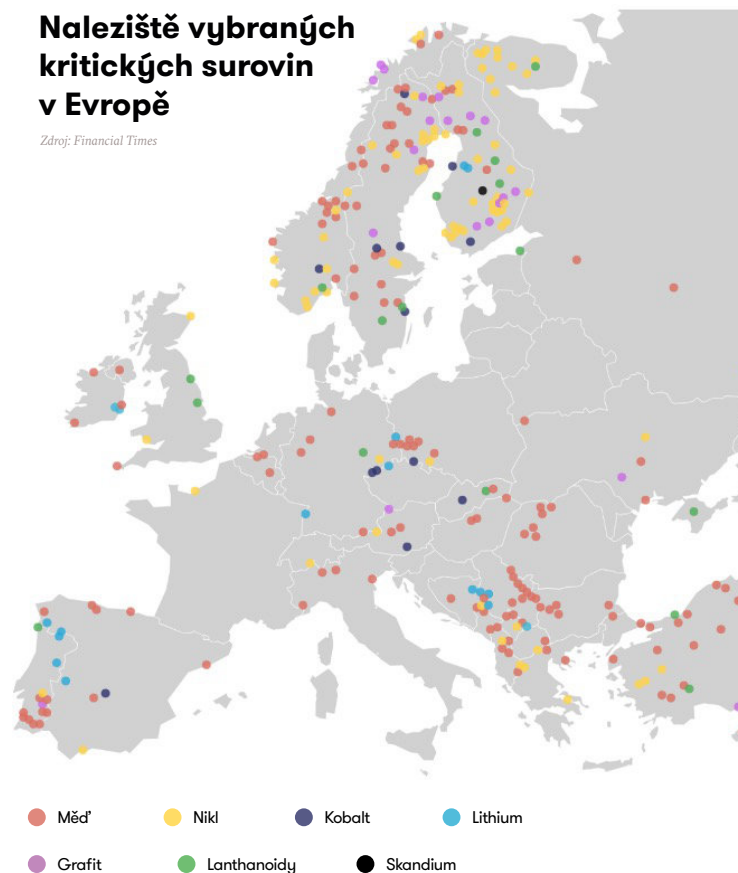 Naleziště vybraných
kritických surovin
v Evropě
Zdroj: Financial Times
Měď
Nikl
Kobalt
Lithium
Grafit
Lanthanoidy
Skandium